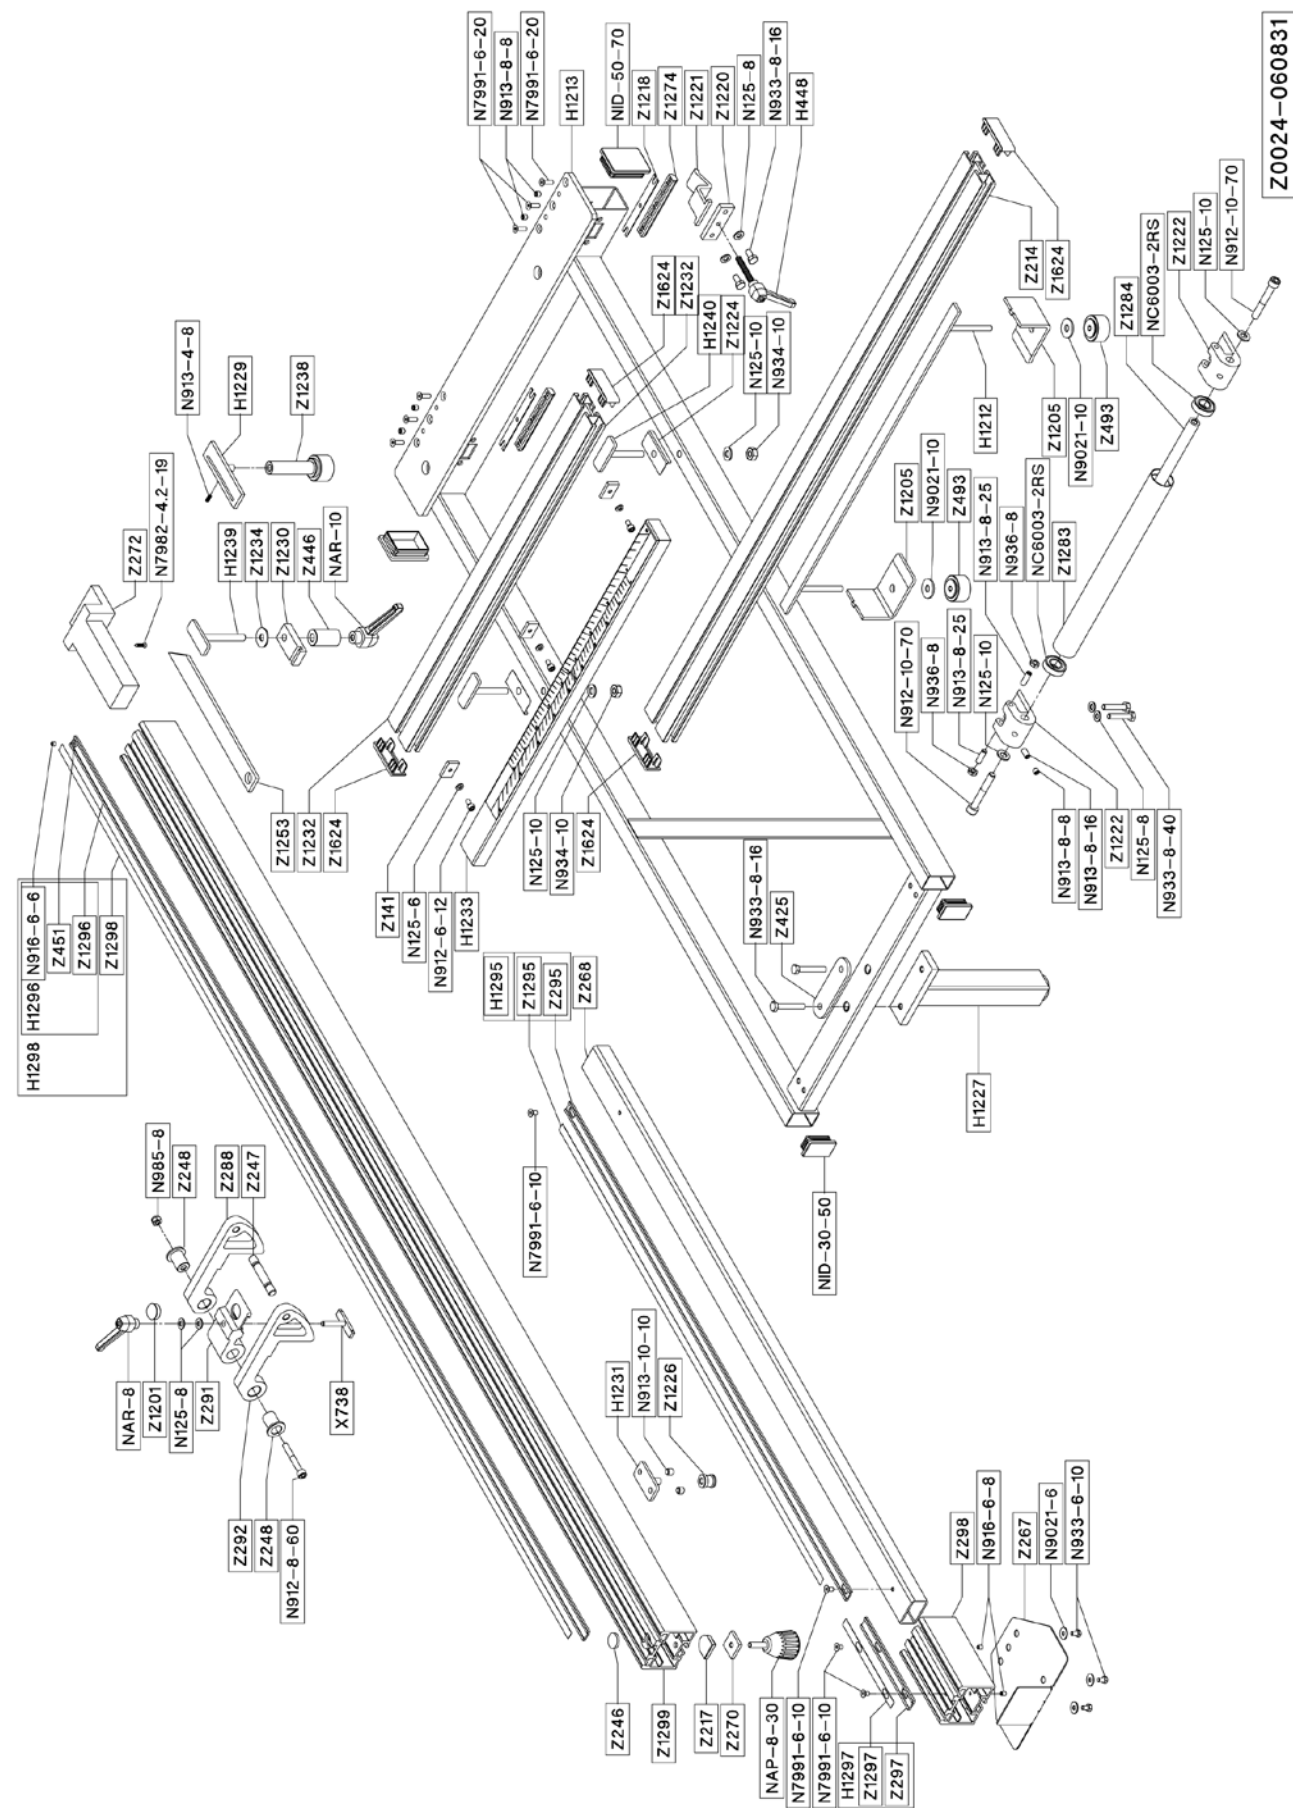 N7991-6-20
N913-8-8
N7991-6-20
H1213
NID-50-70
Z1218
Z1274
Z1221
Z1220
N125-8
N933-8-16
H448
Z0024-060831
N913-4-8
H1229
Z1238
Z1624
Z1232
H1240
Z1224
N125-10
N934-10
Z214
Z1624
Z1284
NC6003-2RS
Z1222
N125-10
N912-10-70
Z272
N7982-4.2-19
H1239
Z1234
Z1230
Z446
NAR-10
H1212
Z1205
N9021-10
Z493
Z1205
N9021-10
Z493
N913-8-25
N936-8
NC6003-2RS
Z1283
N912-10-70
N936-8
N913-8-25
N125-10
Z1253
Z1232
Z1624
N125-10
N934-10
Z1624
Z141
N125-6
N912-6-12
H1233
N913-8-8
N913-8-16
Z1222
N125-8
N933-8-40
N933-8-16
Z425
H1298
H1296
N916-6-6
Z451
Z1296
Z1298
H1295
Z1295
Z295
Z268
H1227
N985-8
Z248
Z288
Z247
N7991-6-10
NID-30-50
NAR-8
Z1201
N125-8
Z291
X738
Z292
Z248
N912-8-60
H1231
N913-10-10
Z1226
Z298
N916-6-8
Z267
N9021-6
N933-6-10
Z246
Z1299
Z217
Z270
NAP-8-30
N7991-6-10
N7991-6-10
H1297
Z1297
Z297